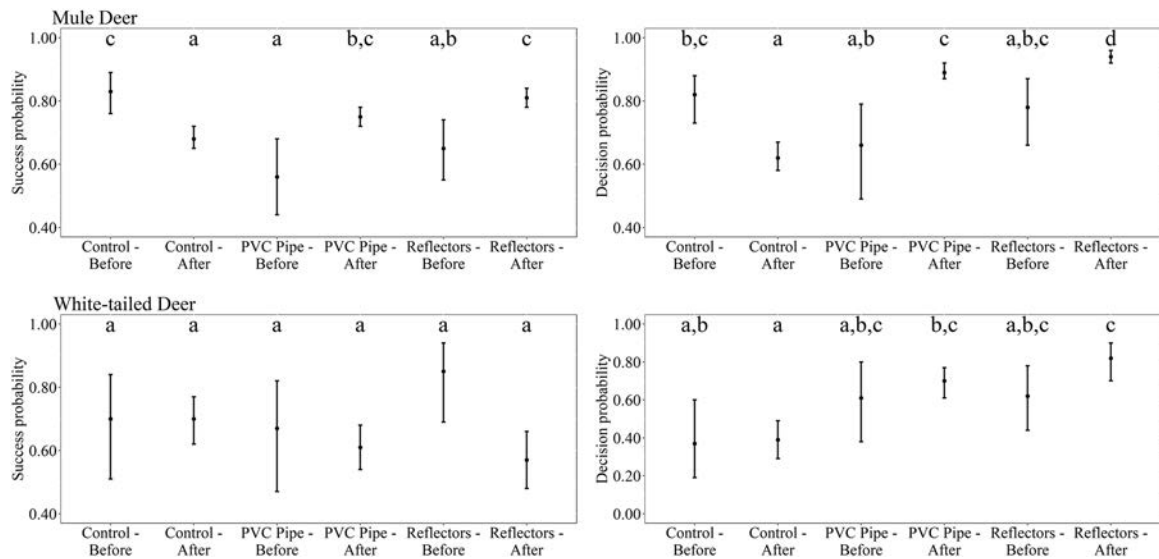 Mule Deer
1.00
0.80
0.60
0.40
Success probability
c a a b,c a,b c
Control - Before
Control - After
PVC Pipe - Before
PVC Pipe - After
Reflectors - Before
Reflectors - After
1.00
0.80
0.60
0.40
Decision probability
b,c a a,b c a,b,c d
Control - Before
Control - After
PVC Pipe - Before
PVC Pipe - After
Reflectors - Before
Reflectors - After
White-tailed Deer
1.00
0.80
0.60
0.40
Success probability
a a a a a a
Control - Before
Control - After
PVC Pipe - Before
PVC Pipe - After
Reflectors - Before
Reflectors - After
1.00
0.80
0.60
0.40
0.20
0.00
Decision probability
a,b a a,b,c b,c a,b,c c
Control - Before
Control - After
PVC Pipe - Before
PVC Pipe - After
Reflectors - Before
Reflectors - After